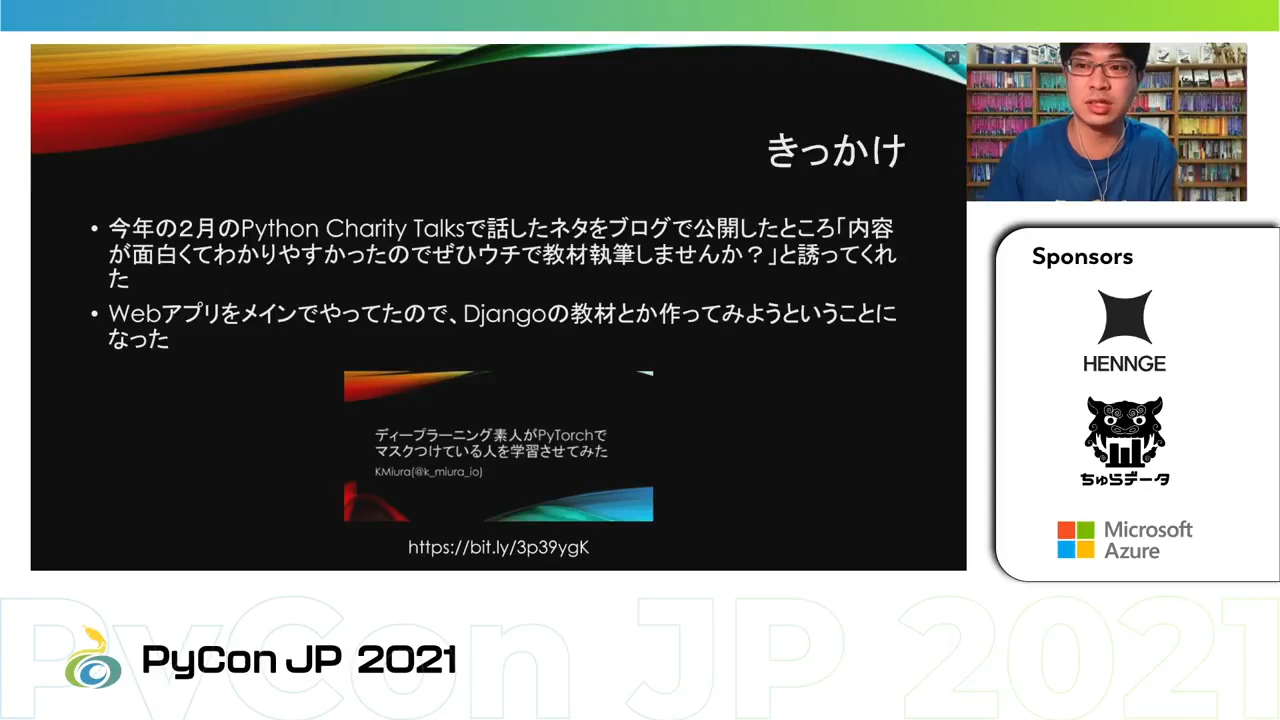 きっかけ
• 今年の２月のPython Charity Talksで話したネタをブログで公開したところ「内容
が面白くてわかりやすかったのでぜひウチで教材執筆しませんか？」と誘ってくれ
た
• Webアプリをメインでやってたので、Djangoの教材とか作ってみようということに
なった
ディープラーニング素人がPyTorchで
マスクつけている人を学習させてみた
KMiura(@k_miura_io)
https://bit.ly/3p39ygK
Sponsors
HENNGE
ちゅらデータ
Microsoft
Azure
PyCon JP 2021
PyCon JP 2021